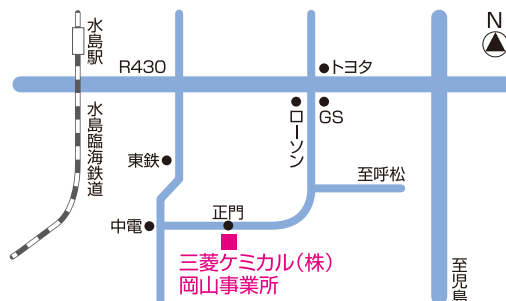 水島駅
N
R430
トヨタ
水島臨海鉄道
ローソン
GS
東鉄
至呼松
中電
正門
三菱ケミカル(株)
岡山事業所
至児島